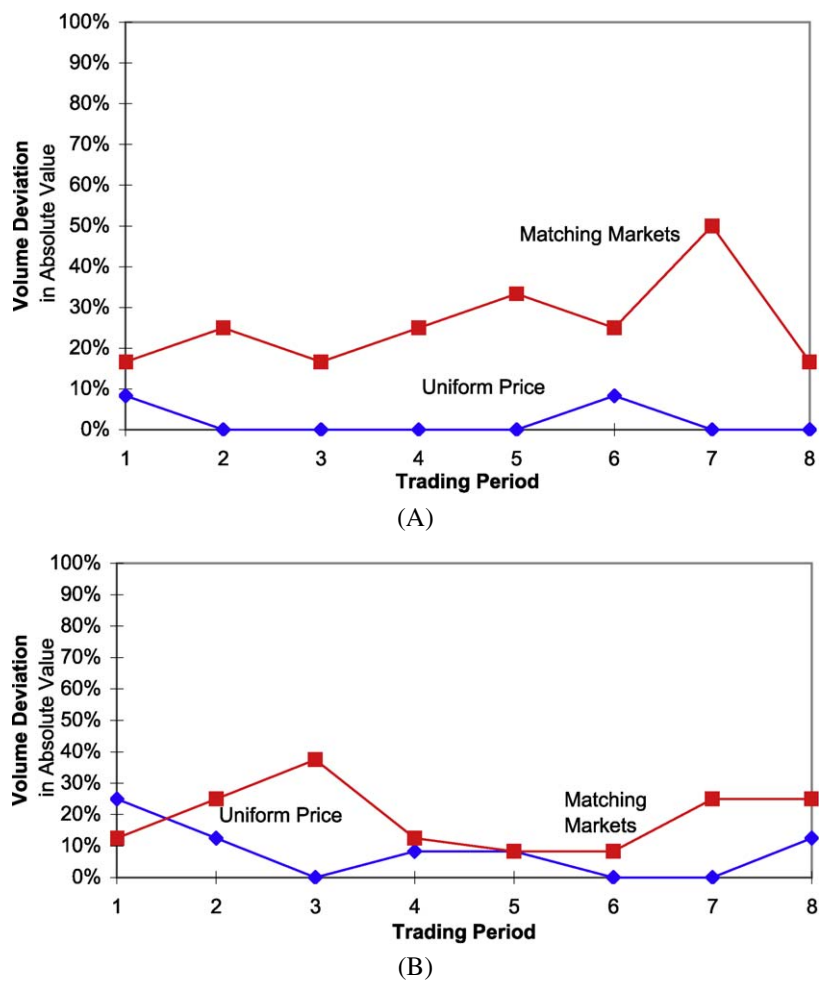 100%
90%
80%
70%
60%
50%
40%
30%
20%
10%
0%
Volume Deviation
in Absolute Value
Matching Markets
Uniform Price
1 2 3 4 5 6 7 8
Trading Period
(A)
100%
90%
80%
70%
60%
50%
40%
30%
20%
10%
0%
Volume Deviation
in Absolute Value
Uniform Price
Matching
Markets
1 2 3 4 5 6 7 8
Trading Period
(B)